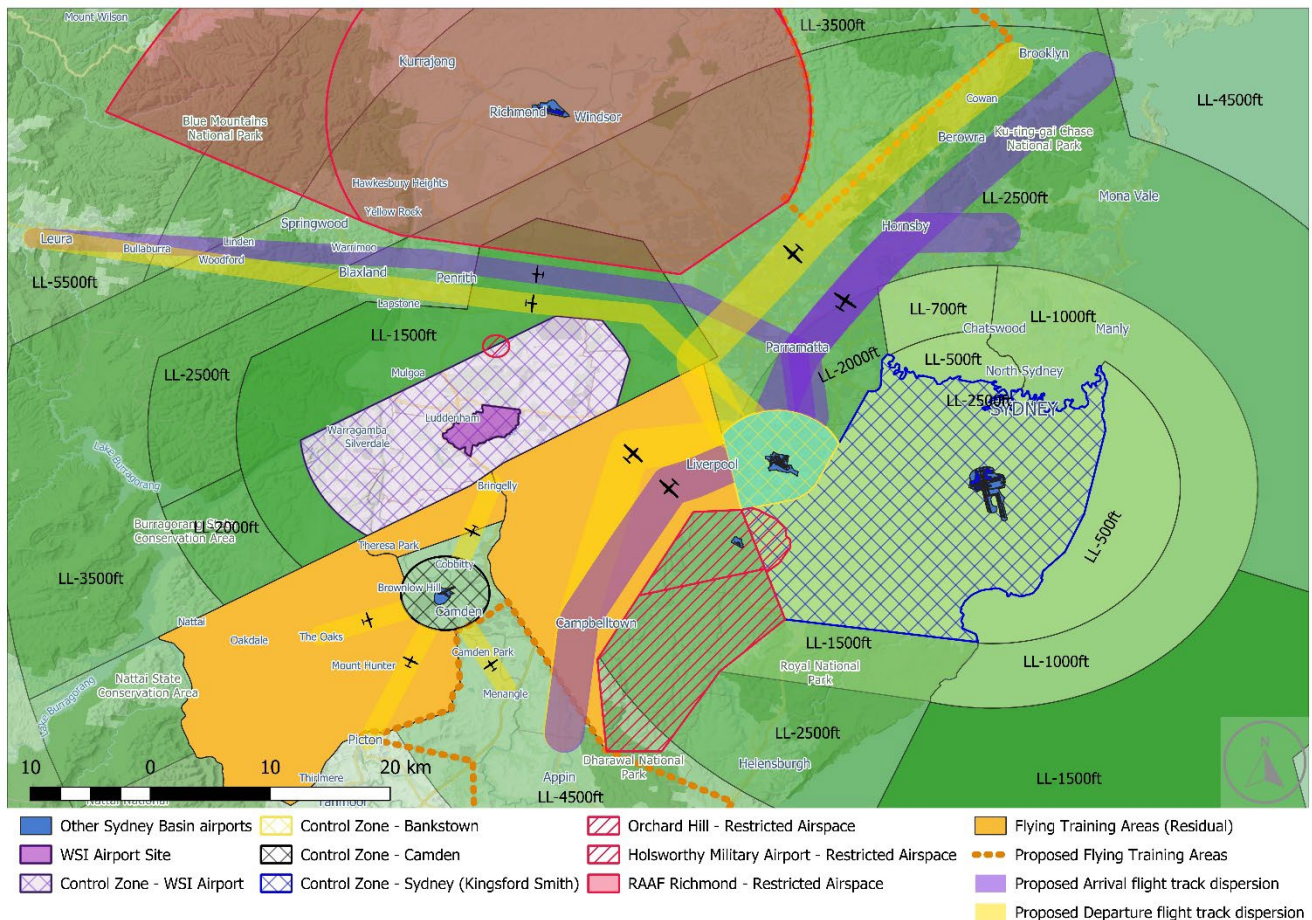 Mount Wilson
LL-3500ft
Brooklyn
Kurrajong
Cowan
LL-4500ft
Richmond
Windsor
Blue Mountains
National Park
Berowra
Ku-ring-gai Chase
National Park
Hawkesbury Heights
LL-2500ft
Mona Vale
Yellow Rock
Springwood
Hornsby
Leura
Linden
Warrimoo
Bullaburra
Woodford
Blaxland
Penrith
LL-5500ft
Lapstone
LL-700ft
LL-1000ft
LL-1500ft
Chatswood
Manly
Parramatta
LL-2000ft
LL-500ft
Mulgoa
North Sydney
LL-2500ft
LL-2500ft
SYDNEY
Luddenham
Warragamba
Silverdale
Lake Burragorang
Liverpool
Bringelly
Burragorang State
Conservation Area
LL-2000ft
LL-500ft
Theresa Park
LL-3500ft
Cobbitty
Brownlow Hill
Camden
Nattai
Campbelltown
The Oaks
Oakdale
LL-1500ft
Camden Park
Mount Hunter
LL-1000ft
Royal National
Park
Nattai State
Conservation Area
Menangle
Lake Burragorang
LL-2500ft
Picton
N
Dharawal National
Park
Helensburgh
10 0 10 20 km
Thirlmere
Appin
LL-1500ft
LL-4500ft
Other Sydney Basin airports
WSI Airport Site
Control Zone - WSI Airport
Control Zone - Bankstown
Control Zone - Camden
Control Zone - Sydney (Kingsford Smith)
Orchard Hill - Restricted Airspace
Holsworthy Military Airport - Restricted Airspace
RAAF Richmond - Restricted Airspace
Flying Training Areas (Residual)
Proposed Flying Training Areas
Proposed Arrival flight track dispersion
Proposed Departure flight track dispersion